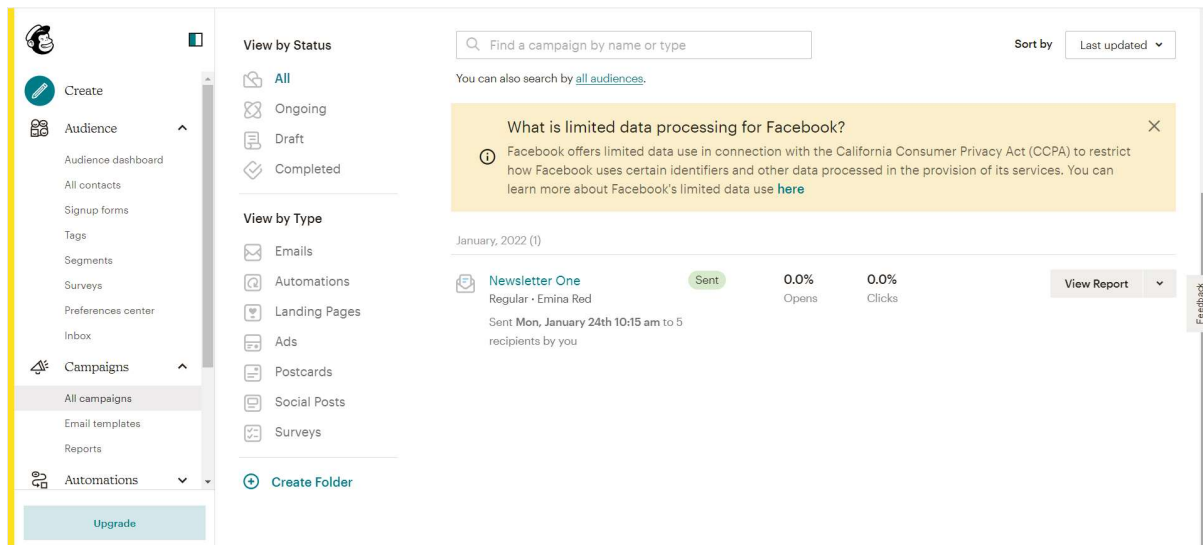 Create
Audience
Audience dashboard
All contacts
Signup forms
Tags
Segments
Surveys
Preferences center
Inbox
Campaigns
All campaigns
Email templates
Reports
Automations
Upgrade
View by Status
All
Ongoing
Draft
Completed
View by Type
Emails
Automations
Landing Pages
Ads
Postcards
Social Posts
Surveys
Create Folder
Find a campaign by name or type
Sort by
Last updated
You can also search by all audiences.
What is limited data processing for Facebook?
Facebook offers limited data use in connection with the California Consumer Privacy Act (CCPA) to restrict
how Facebook uses certain identifiers and other data processed in the provision of its services. You can
learn more about Facebook's limited data use here
January, 2022 (1)
Newsletter One
Sent
0.0%
0.0%
View Report
Regular · Emina Red
Opens
Clicks
Sent Mon, January 24th 10:15 am to 5
recipients by you
Feedback